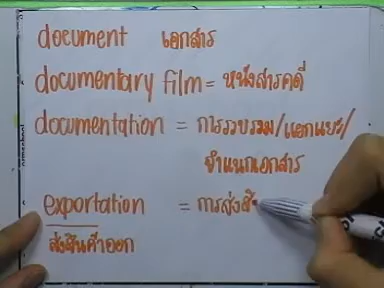 document เอกสาร
documentary film = หนังสารคดี
documentation = การรวบรวม/แยกแยะ/
จำแนกเอกสาร
exportation = การส่งสิ
ส่งสินค้าออก